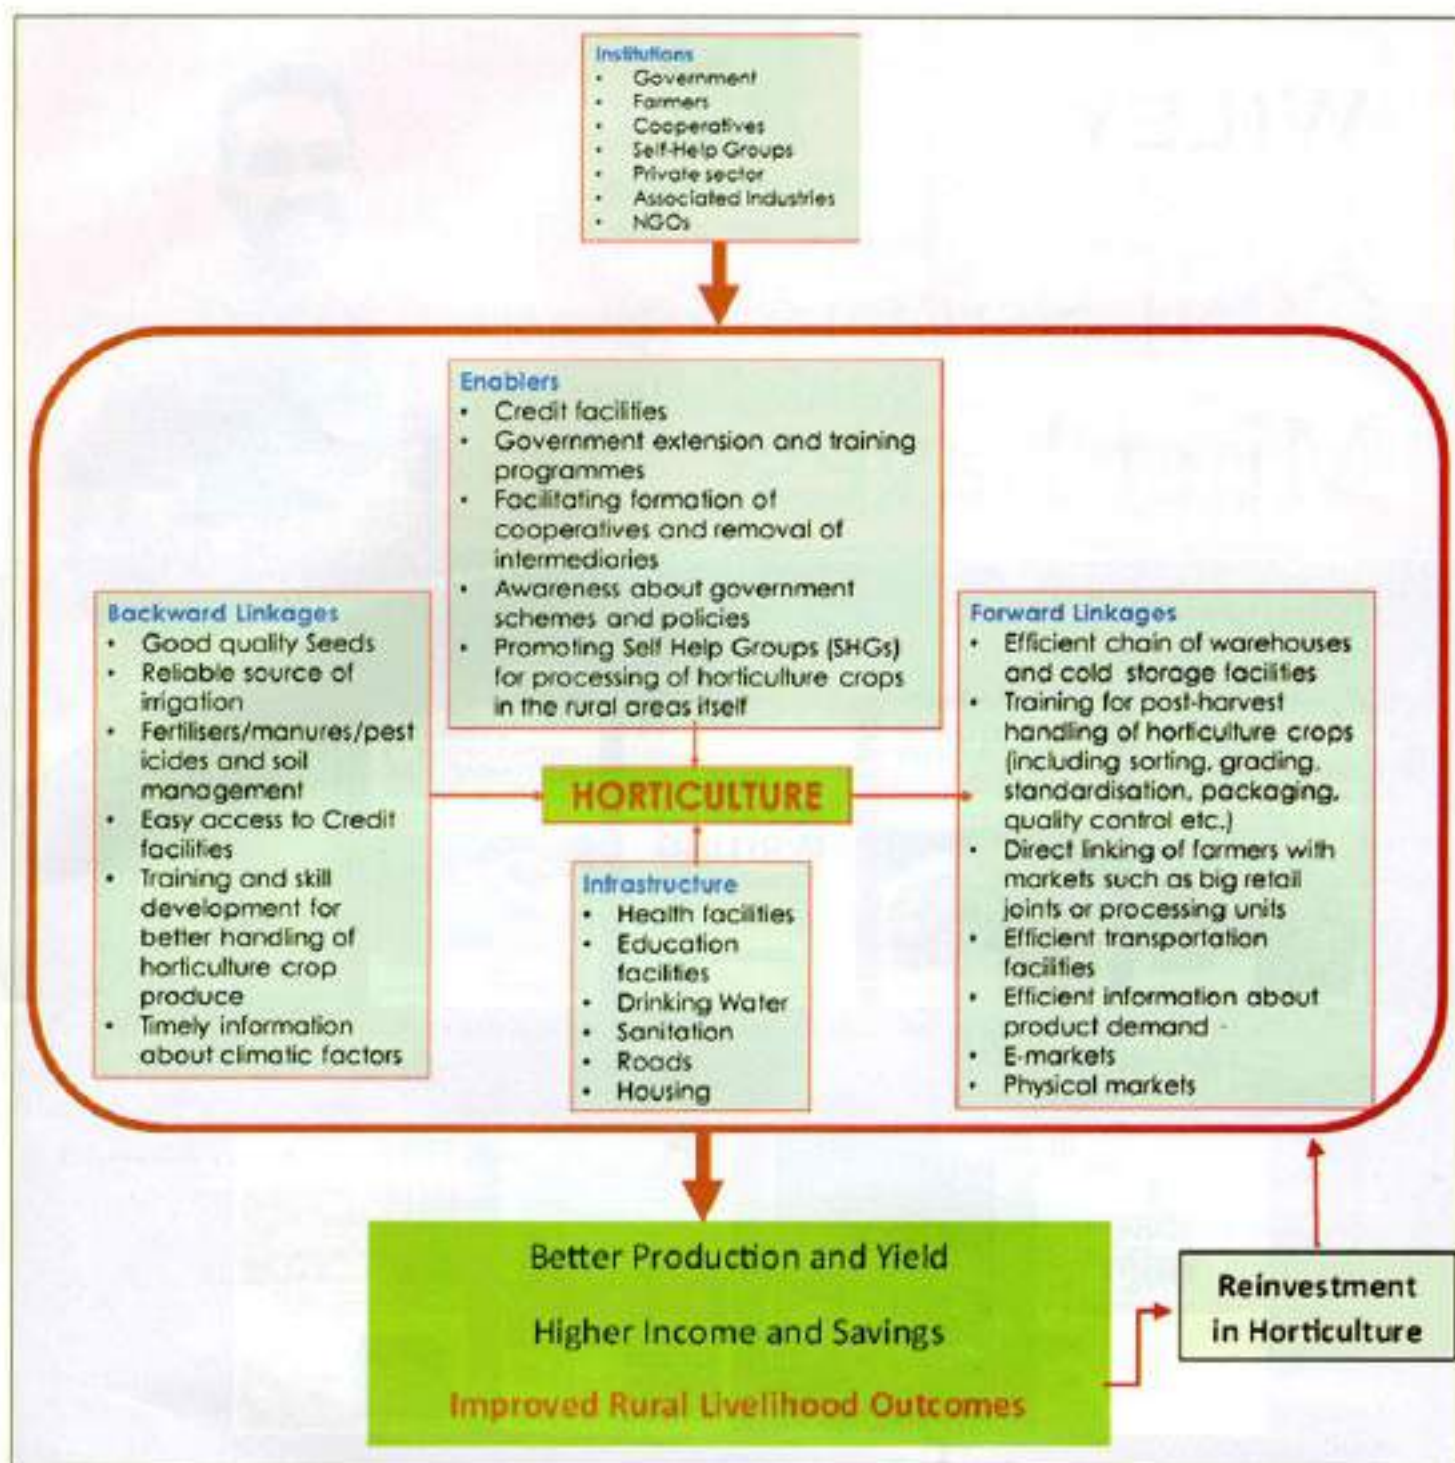 Institutions
• Government
• Farmers
• Cooperatives
• Self-Help Groups
• Private sector
• Associated Industries
• NGOs
Enablers
• Credit facilities
• Government extension and training
programmes
• Facilitating formation of
cooperatives and removal of
intermediaries
• Awareness about government
schemes and policies
• Promoting Self Help Groups (SHGs)
for processing of horticulture crops
in the rural areas itself
Backward Linkages
• Good quality Seeds
• Reliable source of
irrigation
• Fertilisers/manures/pest
icides and soil
management
• Easy access to Credit
facilities
• Training and skill
development for
better handling of
horticulture crop
produce
• Timely information
about climatic factors
HORTICULTURE
Infrastructure
• Health facilities
• Education
facilities
• Drinking Water
• Sanitation
• Roads
• Housing
Forward Linkages
• Efficient chain of warehouses
and cold storage facilities
• Training for post-harvest
handling of horticulture crops
(including sorting, grading,
standardisation, packaging,
quality control etc.)
• Direct linking of farmers with
markets such as big retail
joints or processing units
• Efficient transportation
facilities
• Efficient information about
product demand
• E-markets
• Physical markets
Better Production and Yield
Higher Income and Savings
Improved Rural Livelihood Outcomes
Reinvestment
in Horticulture